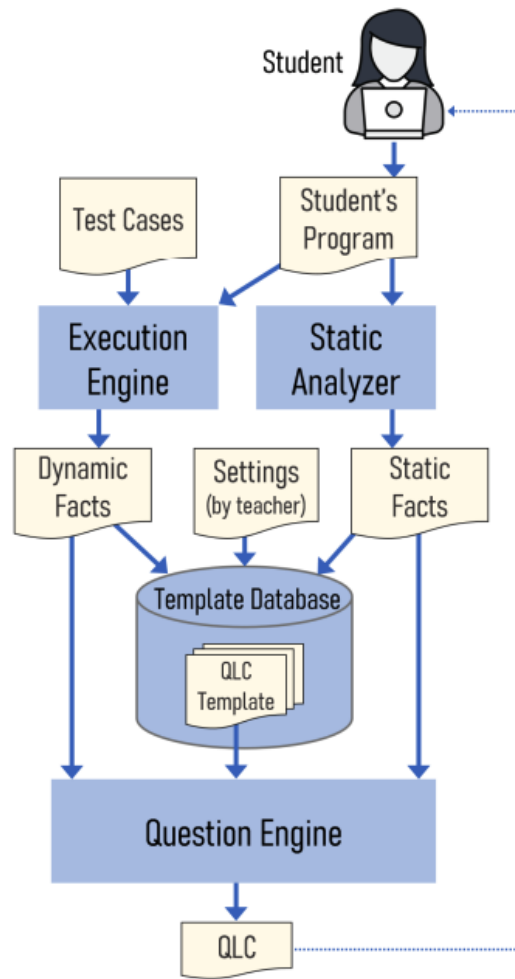 Student
Test Cases
Student's
Program
Execution
Engine
Static
Analyzer
Dynamic
Facts
Settings
(by teacher)
Static
Facts
Template Database
QLC
Template
Question Engine
QLC